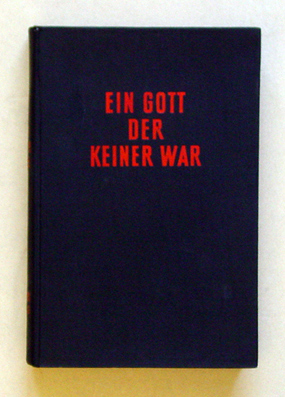 EIN GOTT
DER
KEINER WAR